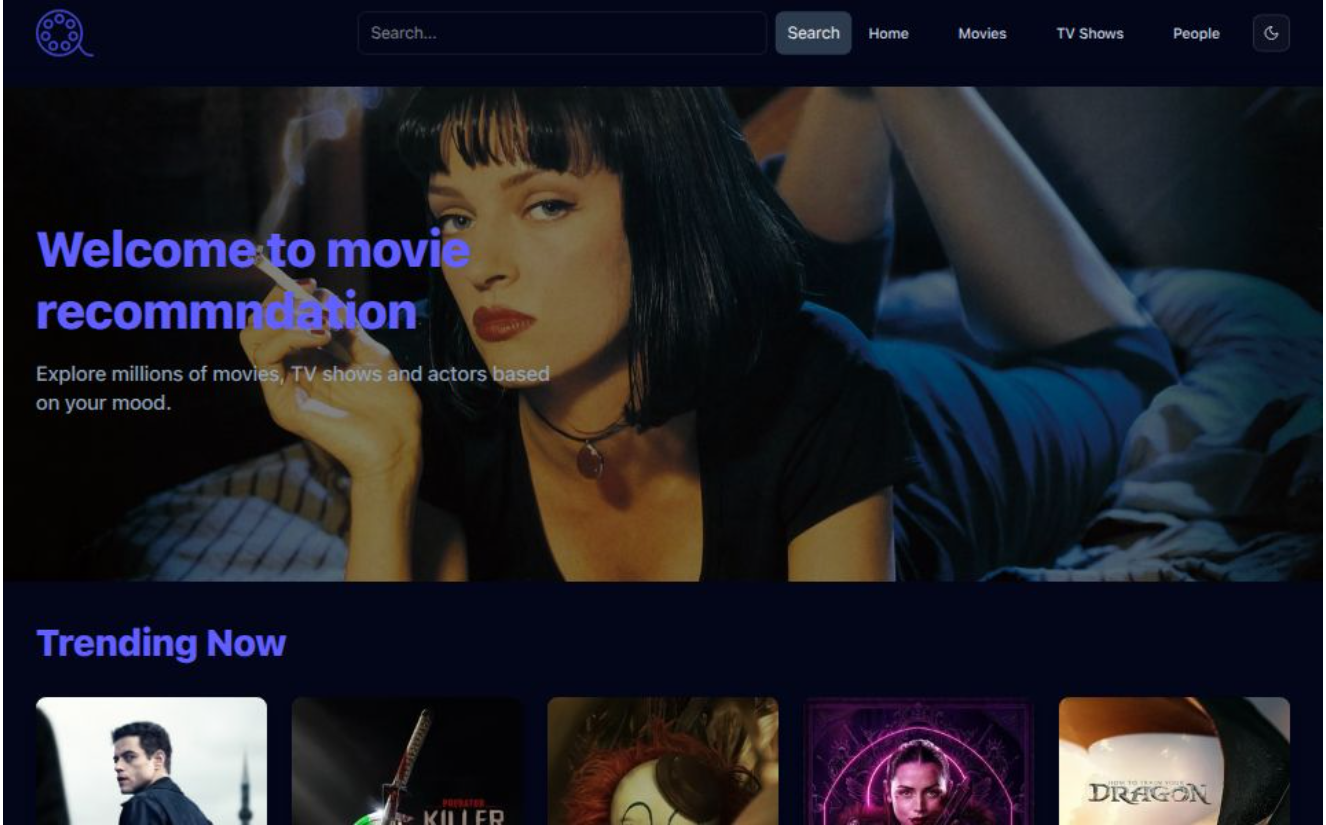 Search...
Search
Home
Movies
TV Shows
People
Welcome to movie
recommndation
Explore millions of movies, TV shows and actors based
on your mood.
Trending Now
PREDATOR
KILLER
HOW TO TRAIN YOUR
DRAGON